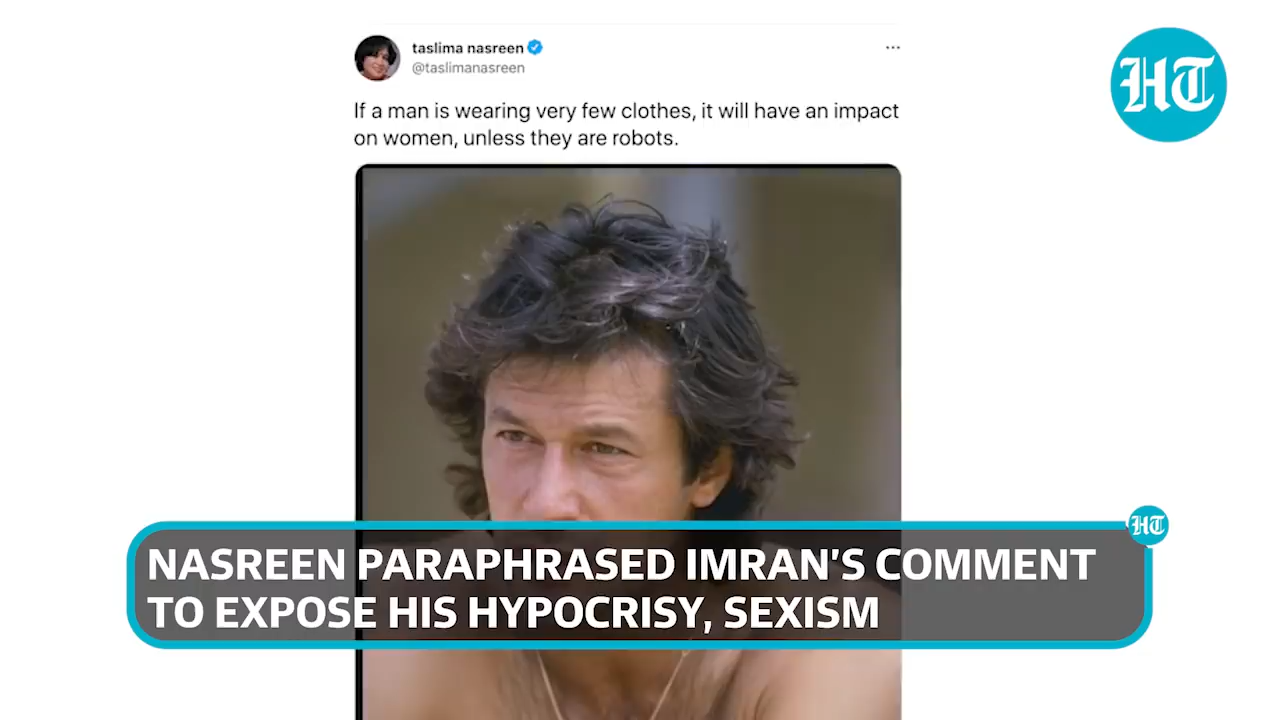 taslima nasreen
HT
@taslimanasreen
If a man is wearing very few clothes, it will have an impact
on women, unless they are robots.
HT
NASREEN PARAPHRASED IMRAN'S COMMENT
TO EXPOSE HIS HYPOCRISY, SEXISM